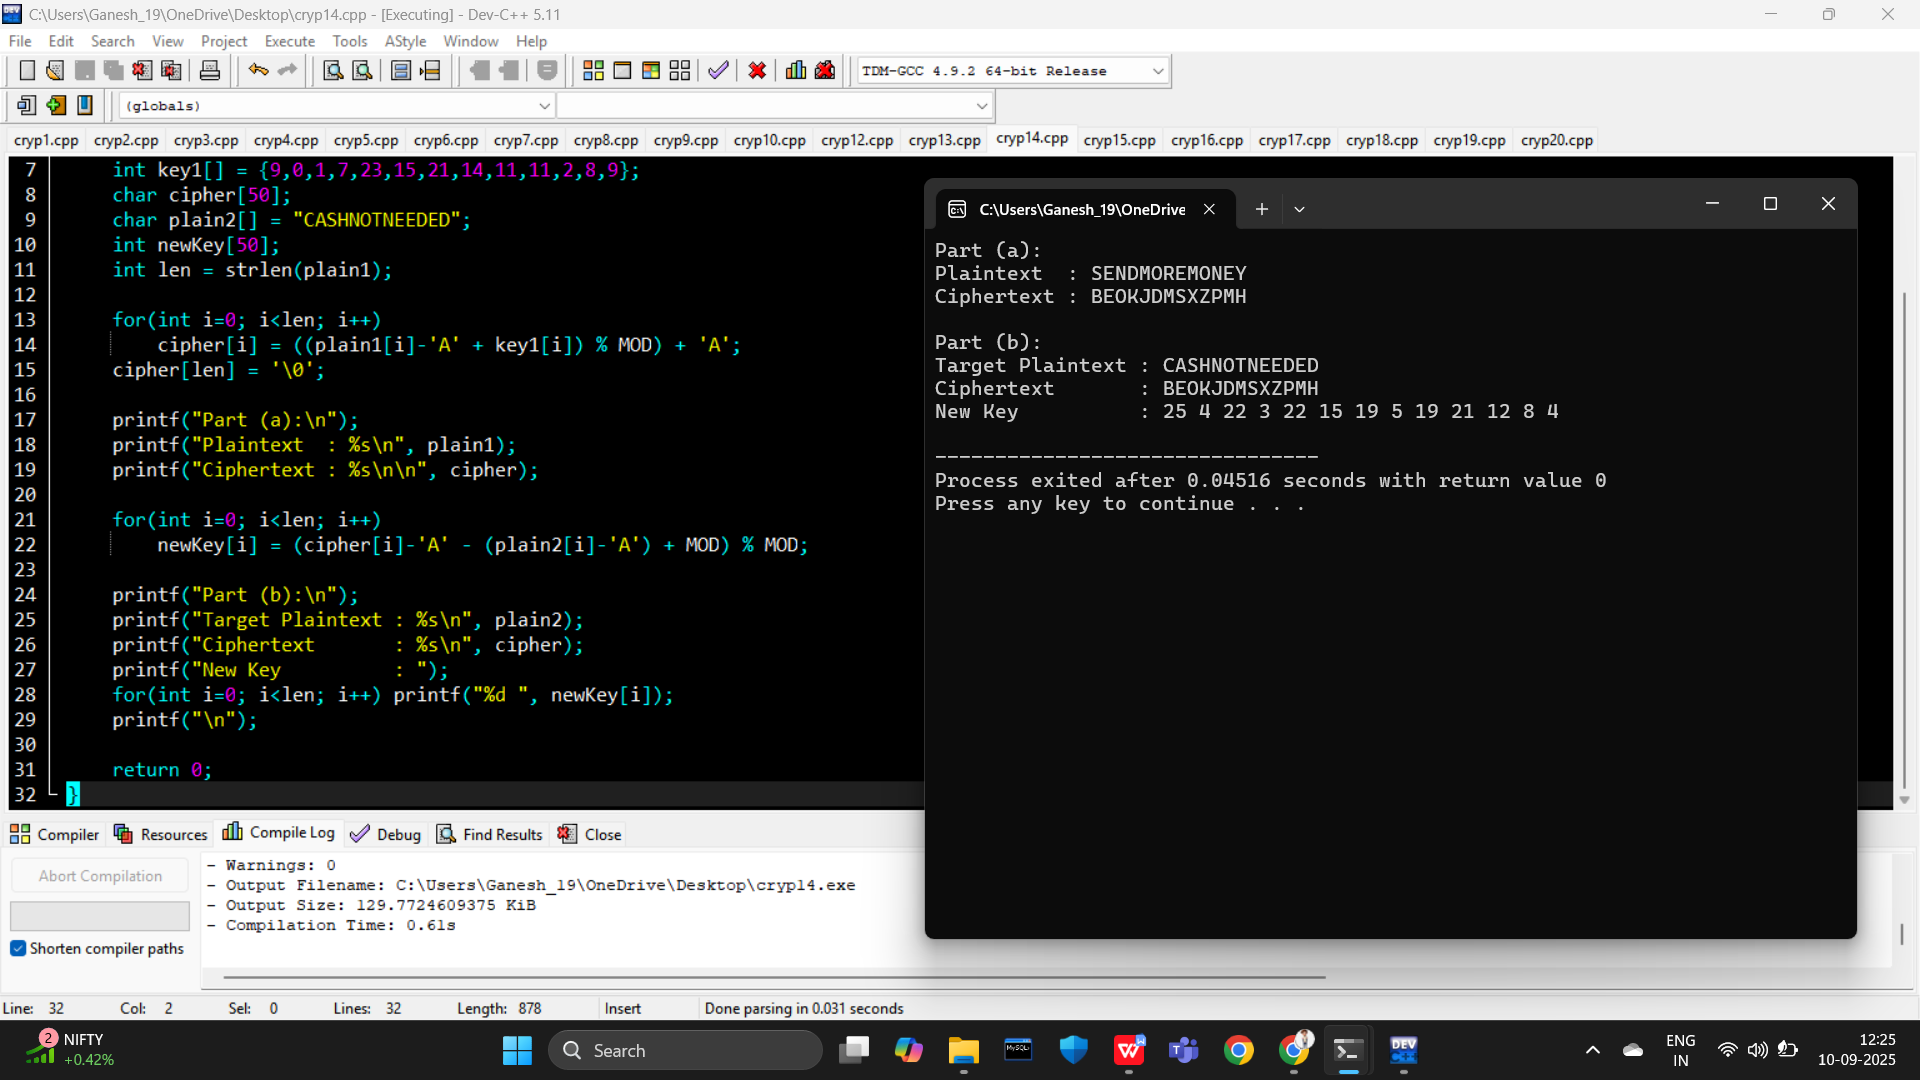 C:\Users\Ganesh_19\OneDrive\Desktop\cryp14.cpp - [Executing] - Dev-C++ 5.11
File Edit Search View Project Execute Tools AStyle Window Help
TDM-GCC 4.9.2 64-bit Release
(globals)
cryp1.cpp cryp2.cpp cryp3.cpp cryp4.cpp cryp5.cpp cryp6.cpp cryp7.cpp cryp8.cpp cryp9.cpp cryp10.cpp cryp12.cpp cryp13.cpp cryp14.cpp cryp15.cpp cryp16.cpp cryp17.cpp cryp18.cpp cryp19.cpp cryp20.cpp
7 int key1[] = {9,0,1,7,23,15,21,14,11,11,2,8,9};
8 char cipher[50];
9 char plain2[] = "CASHNOTNEEDED";
10 int newKey[50];
11 int len = strlen(plain1);
12
13 for(int i=0; i<len; i++)
14 cipher[i] = ((plain1[i]-'A' + key1[i]) % MOD) + 'A';
15 cipher[len] = '\0';
16
17 printf("Part (a):\n");
18 printf("Plaintext  : %s\n", plain1);
19 printf("Ciphertext : %s\n\n", cipher);
20
21 for(int i=0; i<len; i++)
22 newKey[i] = (cipher[i]-'A' - (plain2[i]-'A') + MOD) % MOD;
23
24 printf("Part (b):\n");
25 printf("Target Plaintext : %s\n", plain2);
26 printf("Ciphertext       : %s\n", cipher);
27 printf("New Key          : ");
28 for(int i=0; i<len; i++) printf("%d ", newKey[i]);
29 printf("\n");
30
31 return 0;
32 }
C:\Users\Ganesh_19\OneDrive
Part (a):
Plaintext  : SENDMOREMONEY
Ciphertext : BEOKJDMSXZPMH
Part (b):
Target Plaintext : CASHNOTNEEDED
Ciphertext       : BEOKJDMSXZPMH
New Key          : 25 4 22 3 22 15 19 5 19 21 12 8 4
--------------------------------
Process exited after 0.04516 seconds with return value 0
Press any key to continue . . .
Compiler Resources Compile Log Debug Find Results Close
Abort Compilation
Shorten compiler paths
- Warnings: 0
- Output Filename: C:\Users\Ganesh_19\OneDrive\Desktop\cryp14.exe
- Output Size: 129.7724609375 KiB
- Compilation Time: 0.61s
Line: 32 Col: 2 Sel: 0 Lines: 32 Length: 878 Insert Done parsing in 0.031 seconds
2 NIFTY
+0.42%
Search
MySQL
W
T
DEV C++
ENG
IN
12:25
10-09-2025